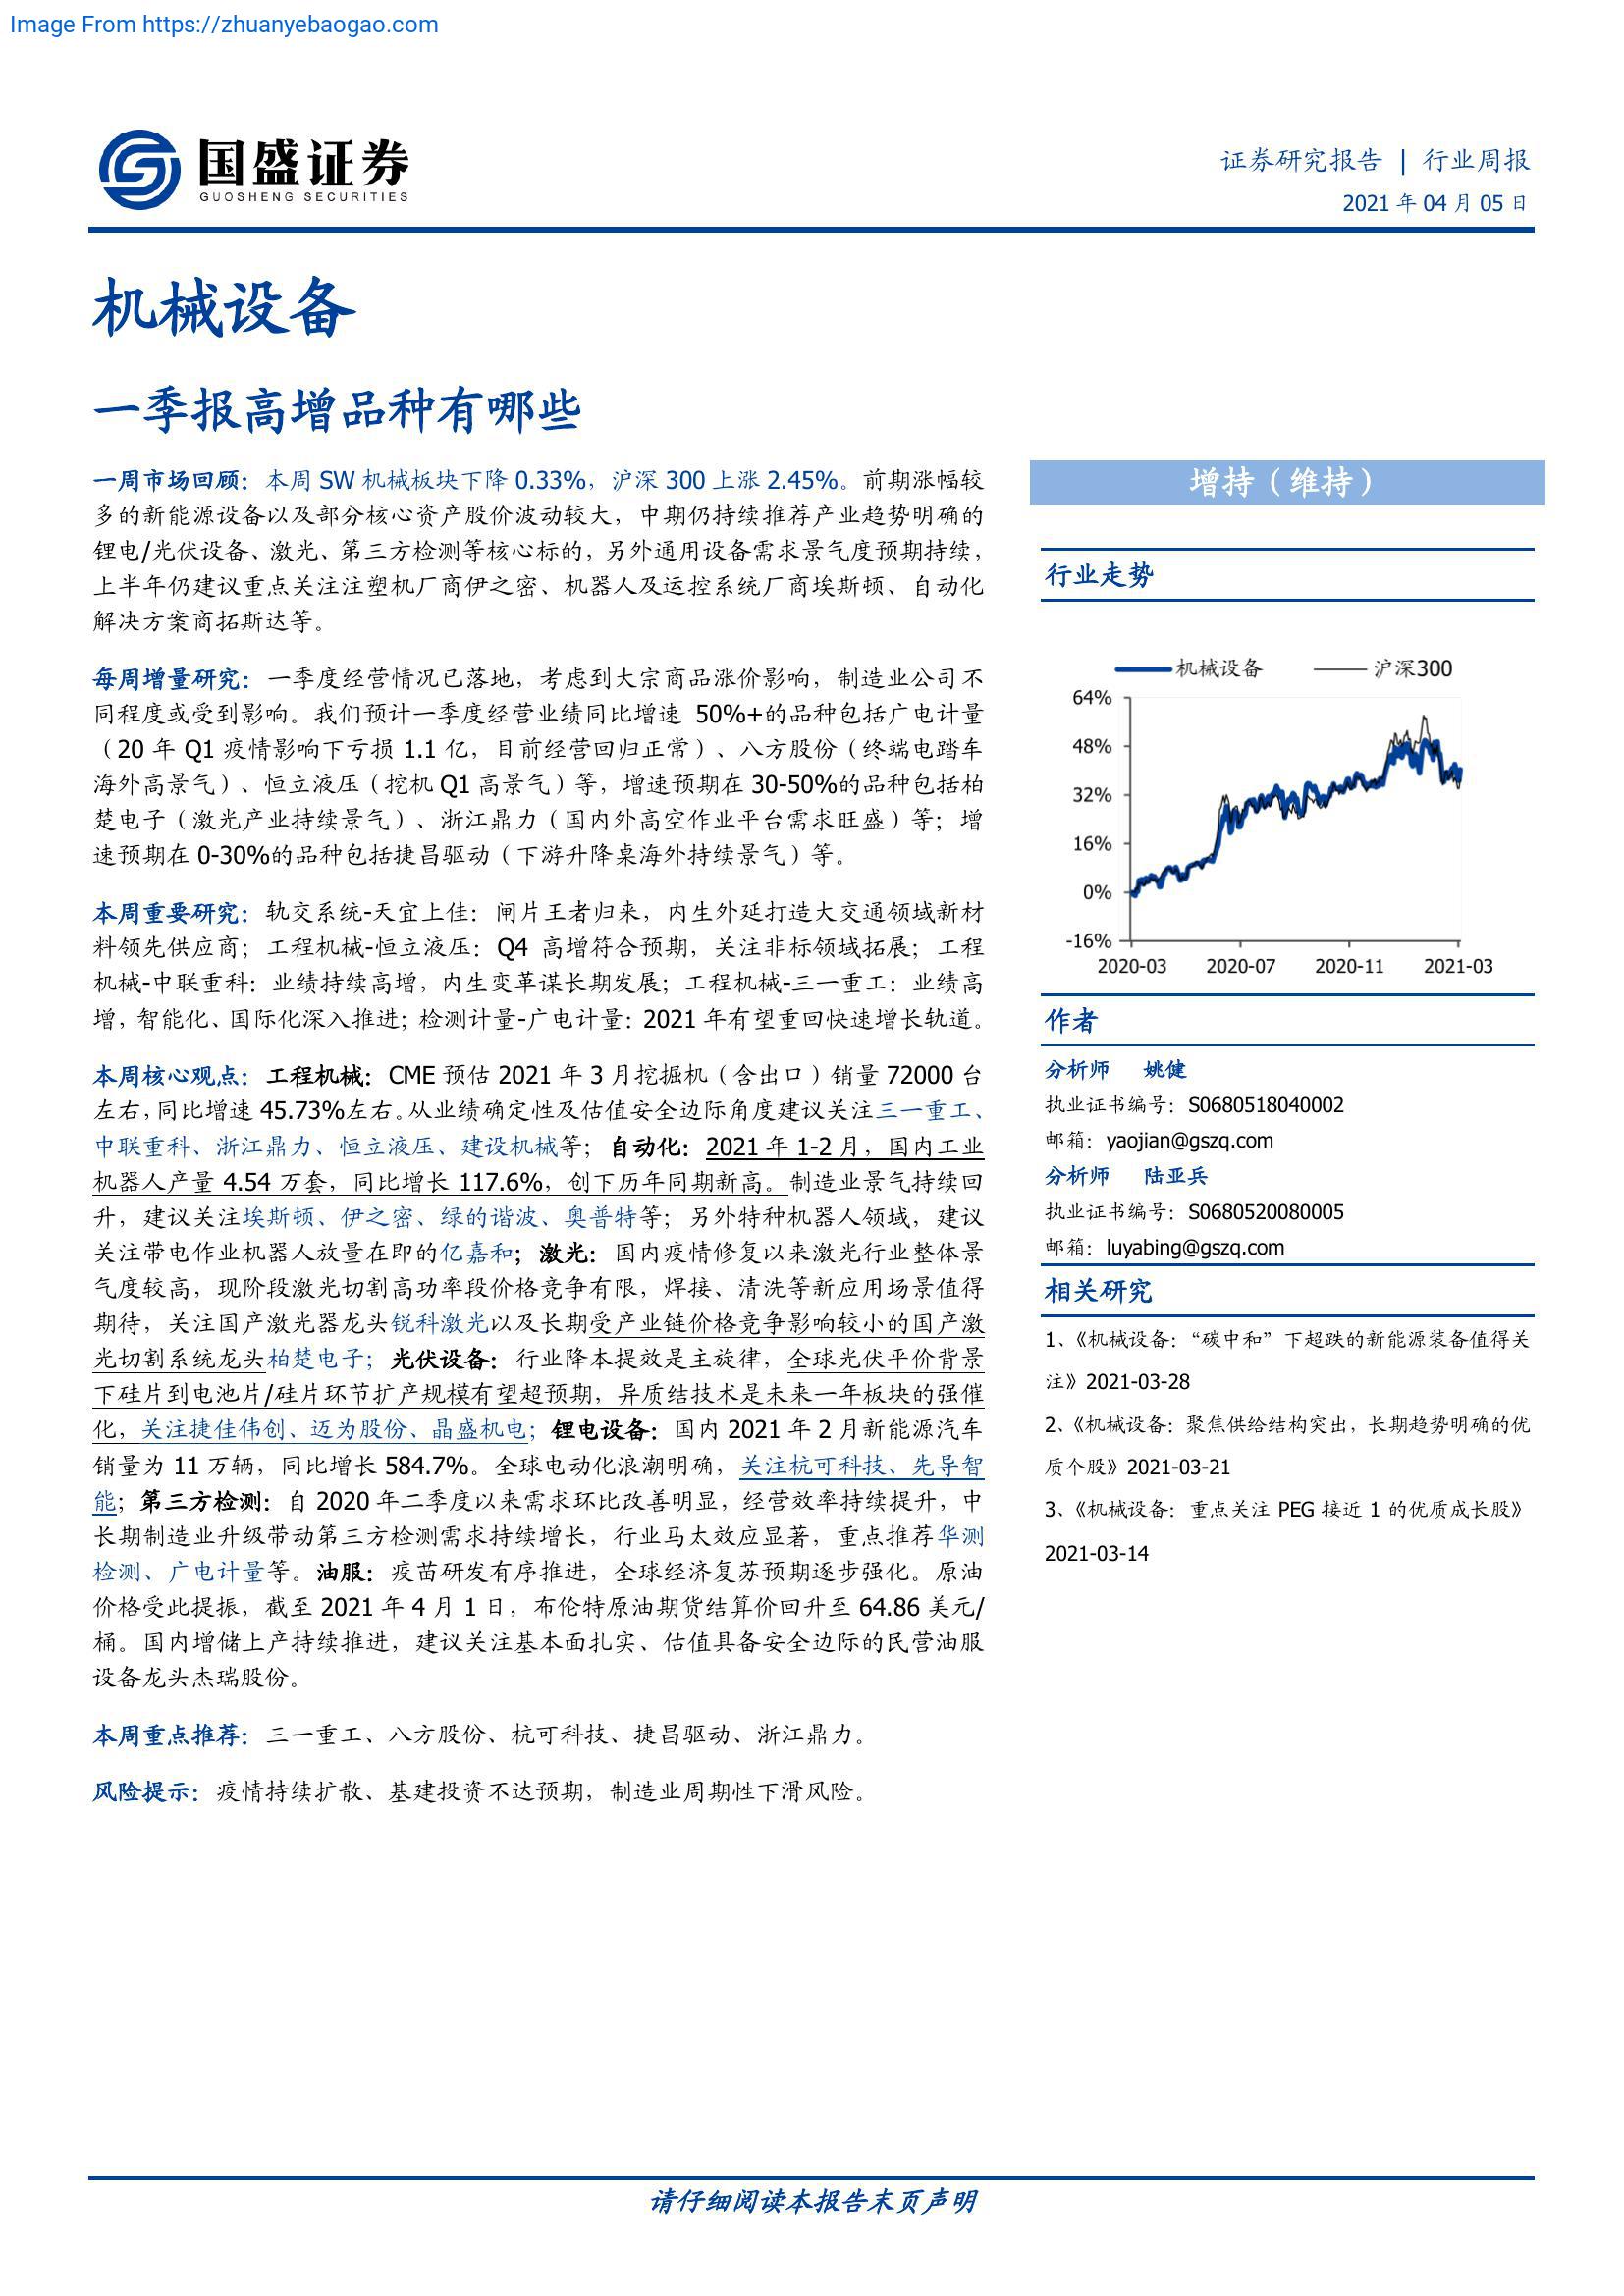 Image From https://zhuanyebaogao.com
国盛证券
GUOSHENG SECURITIES
证券研究报告 | 行业周报
2021 年 04 月 05 日
机械设备
一季报高增品种有哪些
一周市场回顾：本周 SW 机械板块下降 0.33%，沪深 300 上涨 2.45%。前期涨幅较
多的新能源设备以及部分核心资产股价波动较大，中期仍持续推荐产业趋势明确的
锂电/光伏设备、激光、第三方检测等核心标的，另外通用设备需求景气度预期持续，
上半年仍建议重点关注注塑机厂商伊之密、机器人及运控系统厂商埃斯顿、自动化
解决方案商拓斯达等。
每周增量研究：一季度经营情况已落地，考虑到大宗商品涨价影响，制造业公司不
同程度或受到影响。我们预计一季度经营业绩同比增速 50%+的品种包括广电计量
（20 年 Q1 疫情影响下亏损 1.1 亿，目前经营回归正常）、八方股份（终端电踏车
海外高景气）、恒立液压（挖机 Q1 高景气）等，增速预期在 30-50%的品种包括柏
楚电子（激光产业持续景气）、浙江鼎力（国内外高空作业平台需求旺盛）等；增
速预期在 0-30%的品种包括捷昌驱动（下游升降桌海外持续景气）等。
本周重要研究：轨交系统-天宜上佳：闸片王者归来，内生外延打造大交通领域新材
料领先供应商；工程机械-恒立液压：Q4 高增符合预期，关注非标领域拓展；工程
机械-中联重科：业绩持续高增，内生变革谋长期发展；工程机械-三一重工：业绩高
增，智能化、国际化深入推进；检测计量-广电计量：2021 年有望重回快速增长轨道。
本周核心观点：工程机械：CME 预估 2021 年 3 月挖掘机（含出口）销量 72000 台
左右，同比增速 45.73%左右。从业绩确定性及估值安全边际角度建议关注三一重工、
中联重科、浙江鼎力、恒立液压、建设机械等；自动化：2021 年 1-2 月，国内工业
机器人产量 4.54 万套，同比增长 117.6%，创下历年同期新高。制造业景气持续回
升，建议关注埃斯顿、伊之密、绿的谐波、奥普特等；另外特种机器人领域，建议
关注带电作业机器人放量在即的亿嘉和；激光：国内疫情修复以来激光行业整体景
气度较高，现阶段激光切割高功率段价格竞争有限，焊接、清洗等新应用场景值得
期待，关注国产激光器龙头锐科激光以及长期受产业链价格竞争影响较小的国产激
光切割系统龙头柏楚电子；光伏设备：行业降本提效是主旋律，全球光伏平价背景
下硅片到电池片/硅片环节扩产规模有望超预期，异质结技术是未来一年板块的强催
化，关注捷佳伟创、迈为股份、晶盛机电；锂电设备：国内 2021 年 2 月新能源汽车
销量为 11 万辆，同比增长 584.7%。全球电动化浪潮明确，关注杭可科技、先导智
能；第三方检测：自 2020 年二季度以来需求环比改善明显，经营效率持续提升，中
长期制造业升级带动第三方检测需求持续增长，行业马太效应显著，重点推荐华测
检测、广电计量等。油服：疫苗研发有序推进，全球经济复苏预期逐步强化。原油
价格受此提振，截至 2021 年 4 月 1 日，布伦特原油期货结算价回升至 64.86 美元/
桶。国内增储上产持续推进，建议关注基本面扎实、估值具备安全边际的民营油服
设备龙头杰瑞股份。
本周重点推荐：三一重工、八方股份、杭可科技、捷昌驱动、浙江鼎力。
风险提示：疫情持续扩散、基建投资不达预期，制造业周期性下滑风险。
增持（维持）
行业走势
机械设备 沪深300
64%
48%
32%
16%
0%
-16%
2020-03 2020-07 2020-11 2021-03
作者
分析师 姚健
执业证书编号：S0680518040002
邮箱：yaojian@gszq.com
分析师 陆亚兵
执业证书编号：S0680520080005
邮箱：luyabing@gszq.com
相关研究
1、《机械设备：“碳中和”下超跌的新能源装备值得关
注》2021-03-28
2、《机械设备：聚焦供给结构突出，长期趋势明确的优
质个股》2021-03-21
3、《机械设备：重点关注 PEG 接近 1 的优质成长股》
2021-03-14
请仔细阅读本报告末页声明